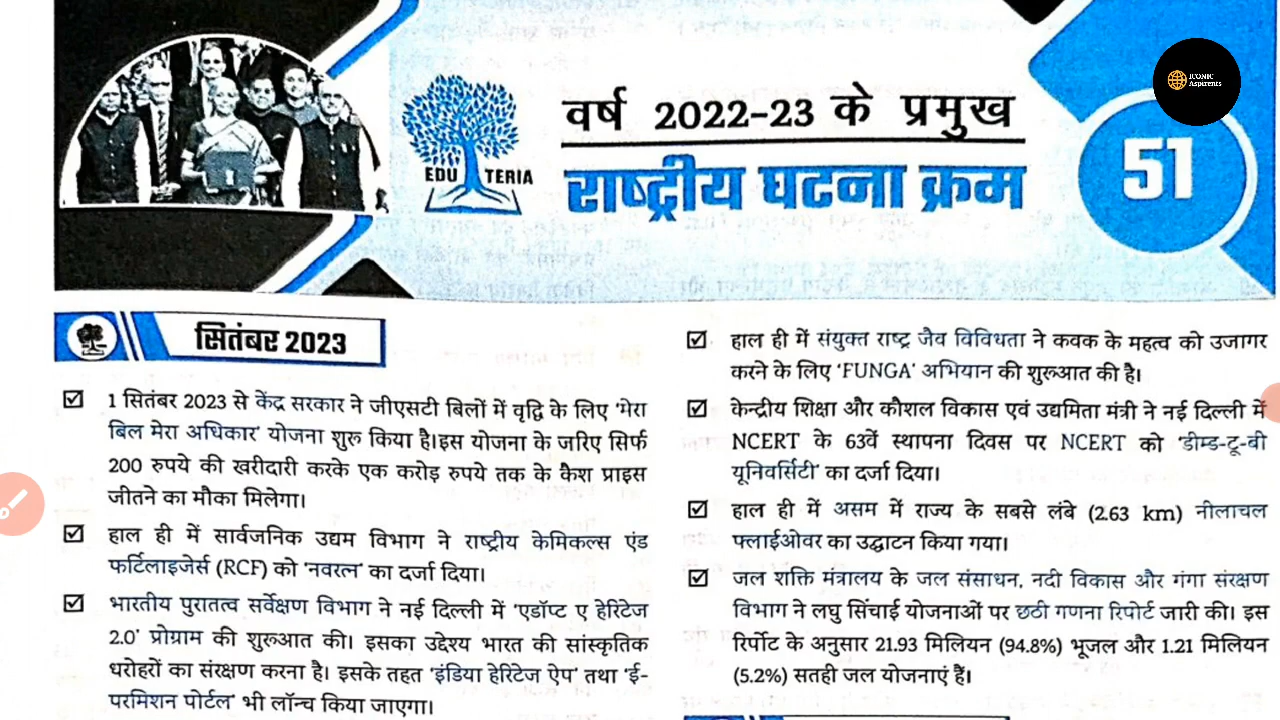 ICONIC
Aspirents
EDU TERIA
वर्ष 2022-23 के प्रमुख
राष्ट्रीय घटना क्रम
51
सितंबर 2023
1 सितंबर 2023 से केंद्र सरकार ने जीएसटी बिलों में वृद्धि के लिए 'मेरा
बिल मेरा अधिकार' योजना शुरू किया है।इस योजना के जरिए सिर्फ
200 रुपये की खरीदारी करके एक करोड़ रुपये तक के कैश प्राइस
जीतने का मौका मिलेगा।
हाल ही में सार्वजनिक उद्यम विभाग ने राष्ट्रीय केमिकल्स एंड
फर्टिलाइजेर्स (RCF) को 'नवरत्न' का दर्जा दिया।
भारतीय पुरातत्व सर्वेक्षण विभाग ने नई दिल्ली में 'एडॉप्ट ए हेरिटेज
2.0' प्रोग्राम की शुरुआत की। इसका उद्देश्य भारत की सांस्कृतिक
धरोहरों का संरक्षण करना है। इसके तहत 'इंडिया हेरिटेज ऐप' तथा 'ई-
परमिशन पोर्टल' भी लॉन्च किया जाएगा।
हाल ही में संयुक्त राष्ट्र जैव विविधता ने कवक के महत्व को उजागर
करने के लिए 'FUNGA' अभियान की शुरूआत की है।
केन्द्रीय शिक्षा और कौशल विकास एवं उद्यमिता मंत्री ने नई दिल्ली में
NCERT के 63वें स्थापना दिवस पर NCERT को 'डीम्ड-टू-बी
यूनिवर्सिटी' का दर्जा दिया।
हाल ही में असम में राज्य के सबसे लंबे (2.63 km) नीलाचल
फ्लाईओवर का उद्घाटन किया गया।
जल शक्ति मंत्रालय के जल संसाधन, नदी विकास और गंगा संरक्षण
विभाग ने लघु सिंचाई योजनाओं पर छठी गणना रिपोर्ट जारी की। इस
रिर्पोट के अनुसार 21.93 मिलियन (94.8%) भूजल और 1.21 मिलियन
(5.2%) सतही जल योजनाएं हैं।